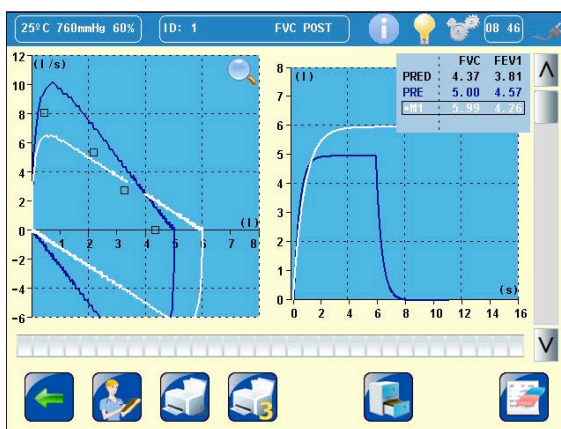 25º C 760mmHg 60%
ID: 1
FVC POST
08 46
(l/s)
12
10
8
6
4
2
0
-2
-4
-6
1 2 3 4 5 6 7 8
(l)
(l)
8
7
6
5
4
3
2
1
0
0 2 4 6 8 10 12 14 16
(s)
FVC FEV1
PRED 4.37 3.81
PRE 5.00 4.57
*M1 5.99 4.26
3